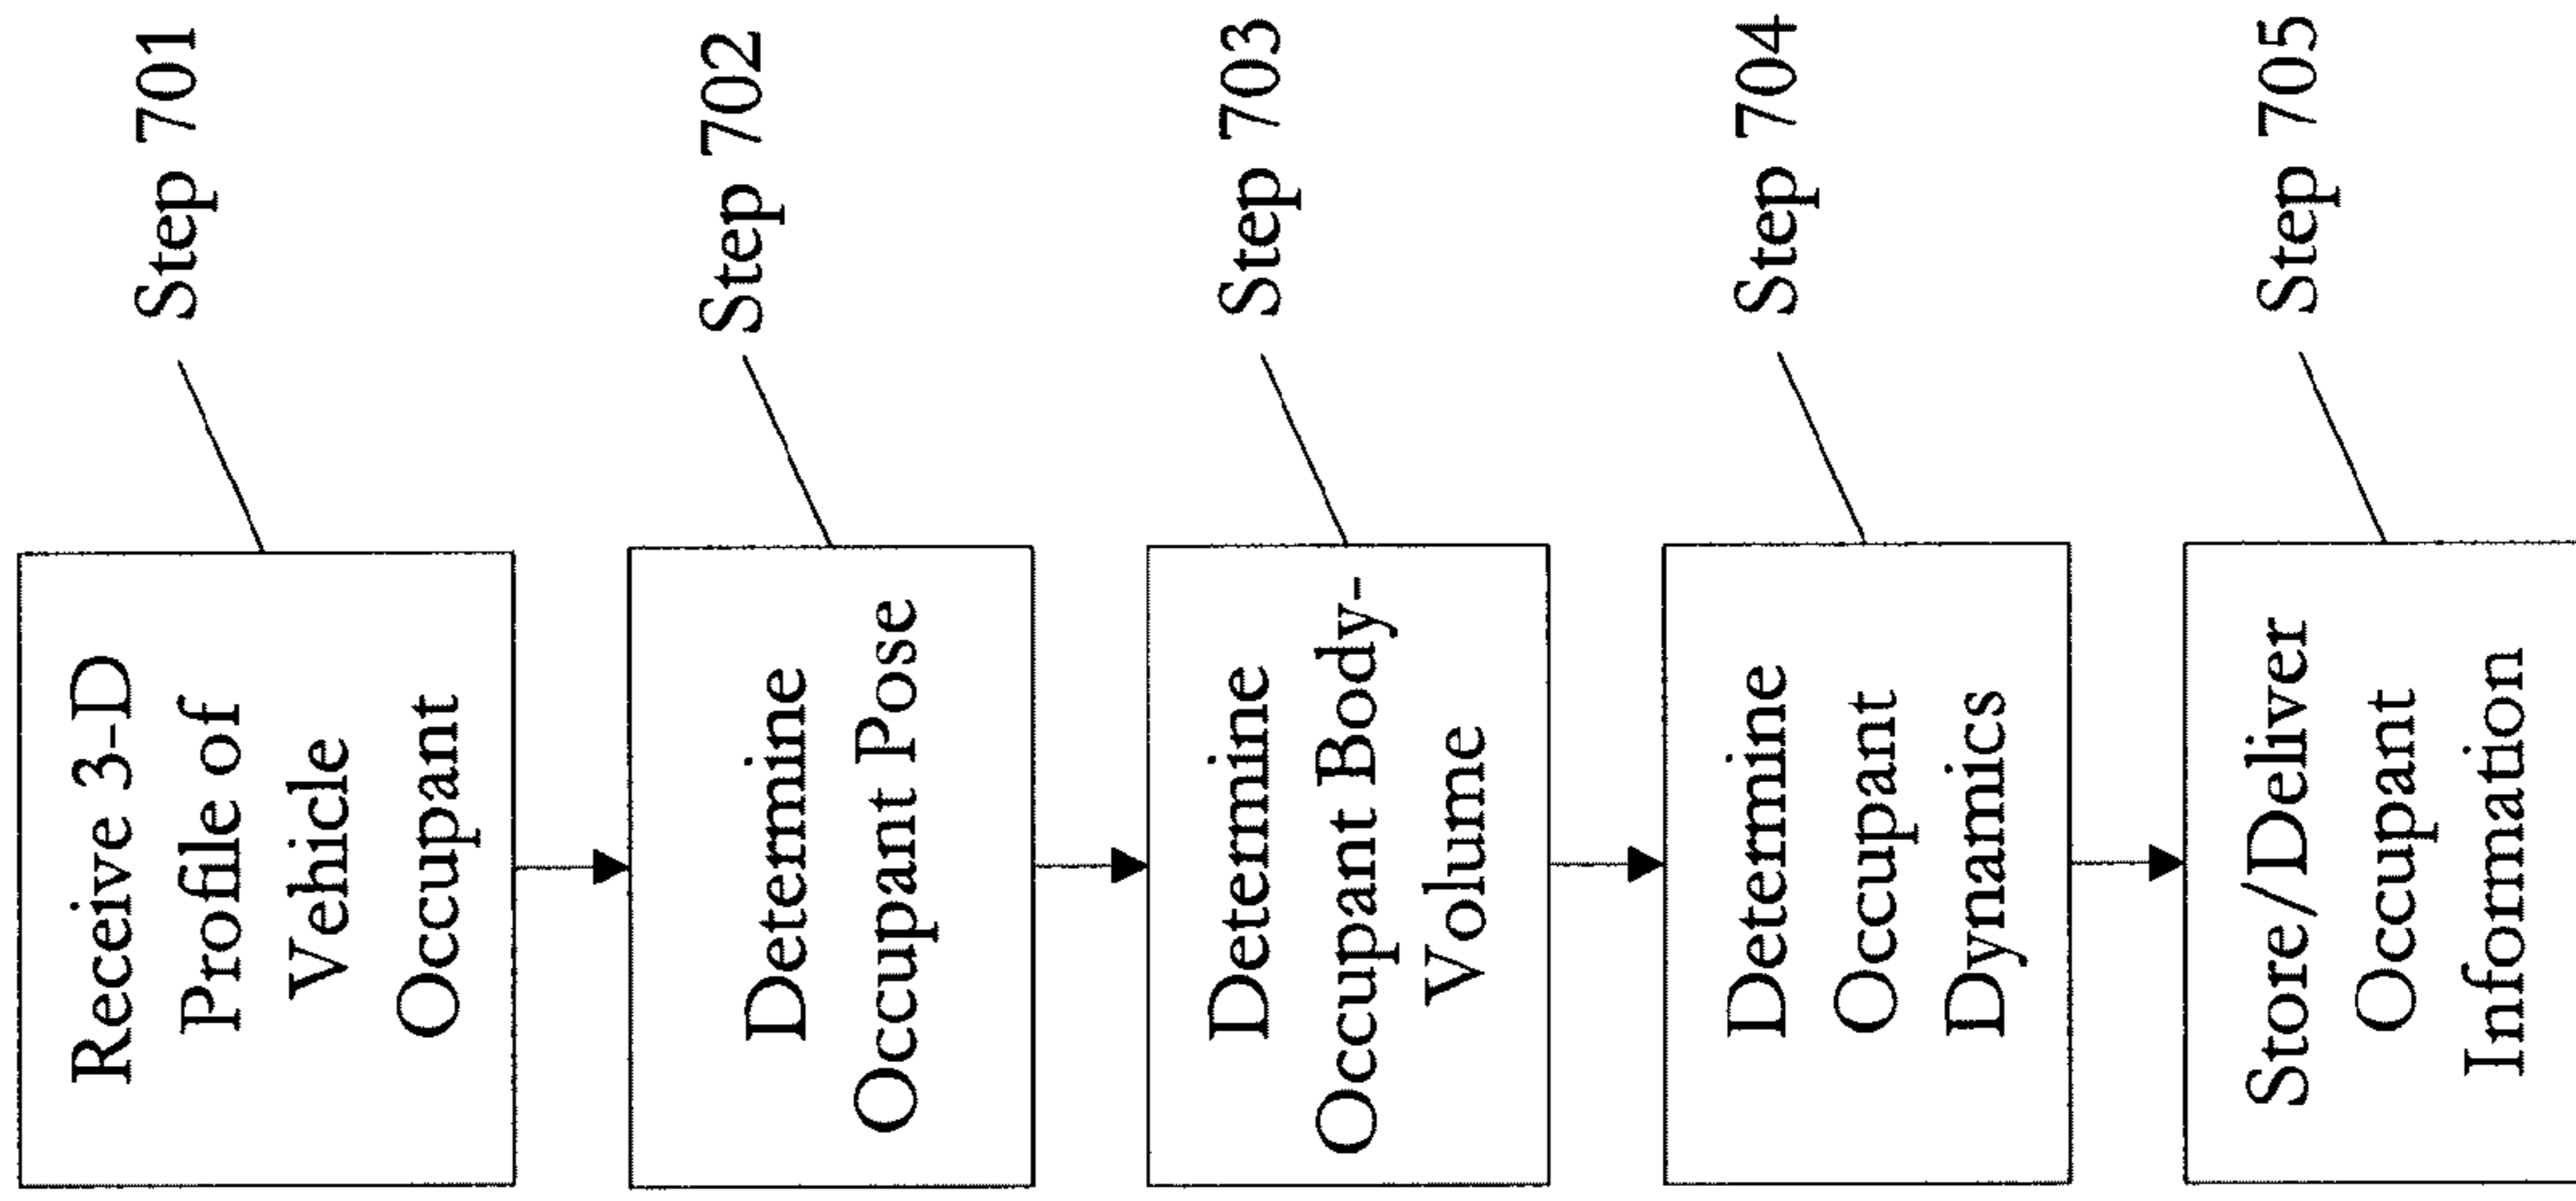 Receive 3-D
Profile of
Vehicle
Occupant
Step 701
Determine
Occupant Pose
Step 702
Determine
Occupant Body-
Volume
Step 703
Determine
Occupant
Dynamics
Step 704
Store/Deliver
Occupant
Information
Step 705